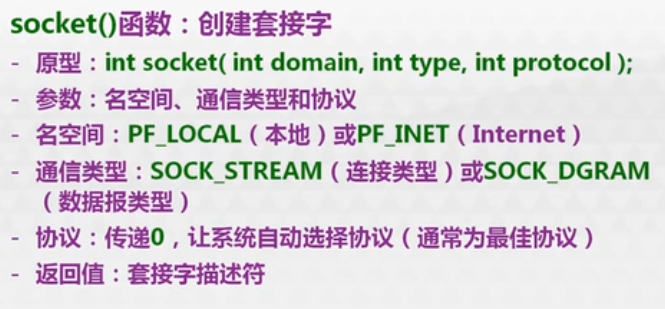 socket()函数：创建套接字
- 原型：int socket( int domain, int type, int protocol );
- 参数：名空间、通信类型和协议
- 名空间：PF_LOCAL（本地）或PF_INET（Internet）
- 通信类型：SOCK_STREAM（连接类型）或SOCK_DGRAM
（数据报类型）
- 协议：传递0，让系统自动选择协议（通常为最佳协议）
- 返回值：套接字描述符